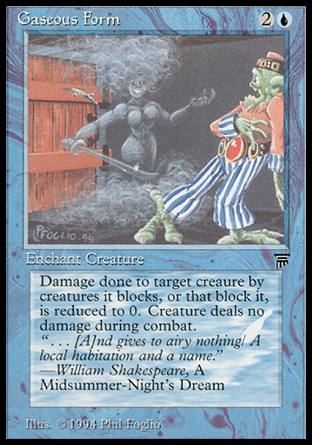 Gaseous Form 2
Enchant Creature
Damage done to target creaure by
creatures it blocks, or that block it,
is reduced to 0. Creature deals no
damage during combat.
". . . [A]nd gives to airy nothing/ A
local habitation and a name."
—William Shakespeare, A
Midsummer-Night's Dream
PFOGLIO.94
Illus. © 1994 Phil Foglio